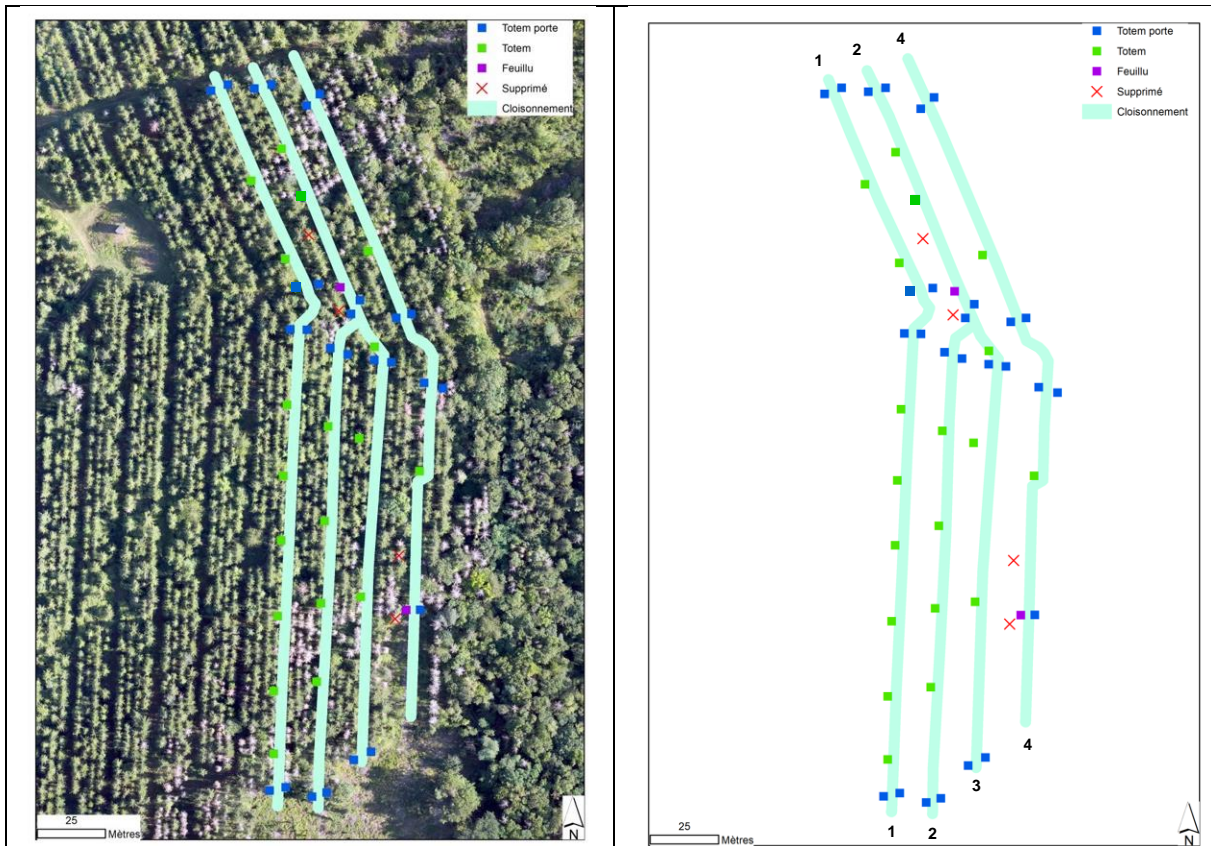 Totem porte
Totem
Feuillu
Supprimé
Cloisonnement
25
Mètres
N
1
2
4
Totem porte
Totem
Feuillu
Supprimé
Cloisonnement
4
3
1
2
25
Mètres
N